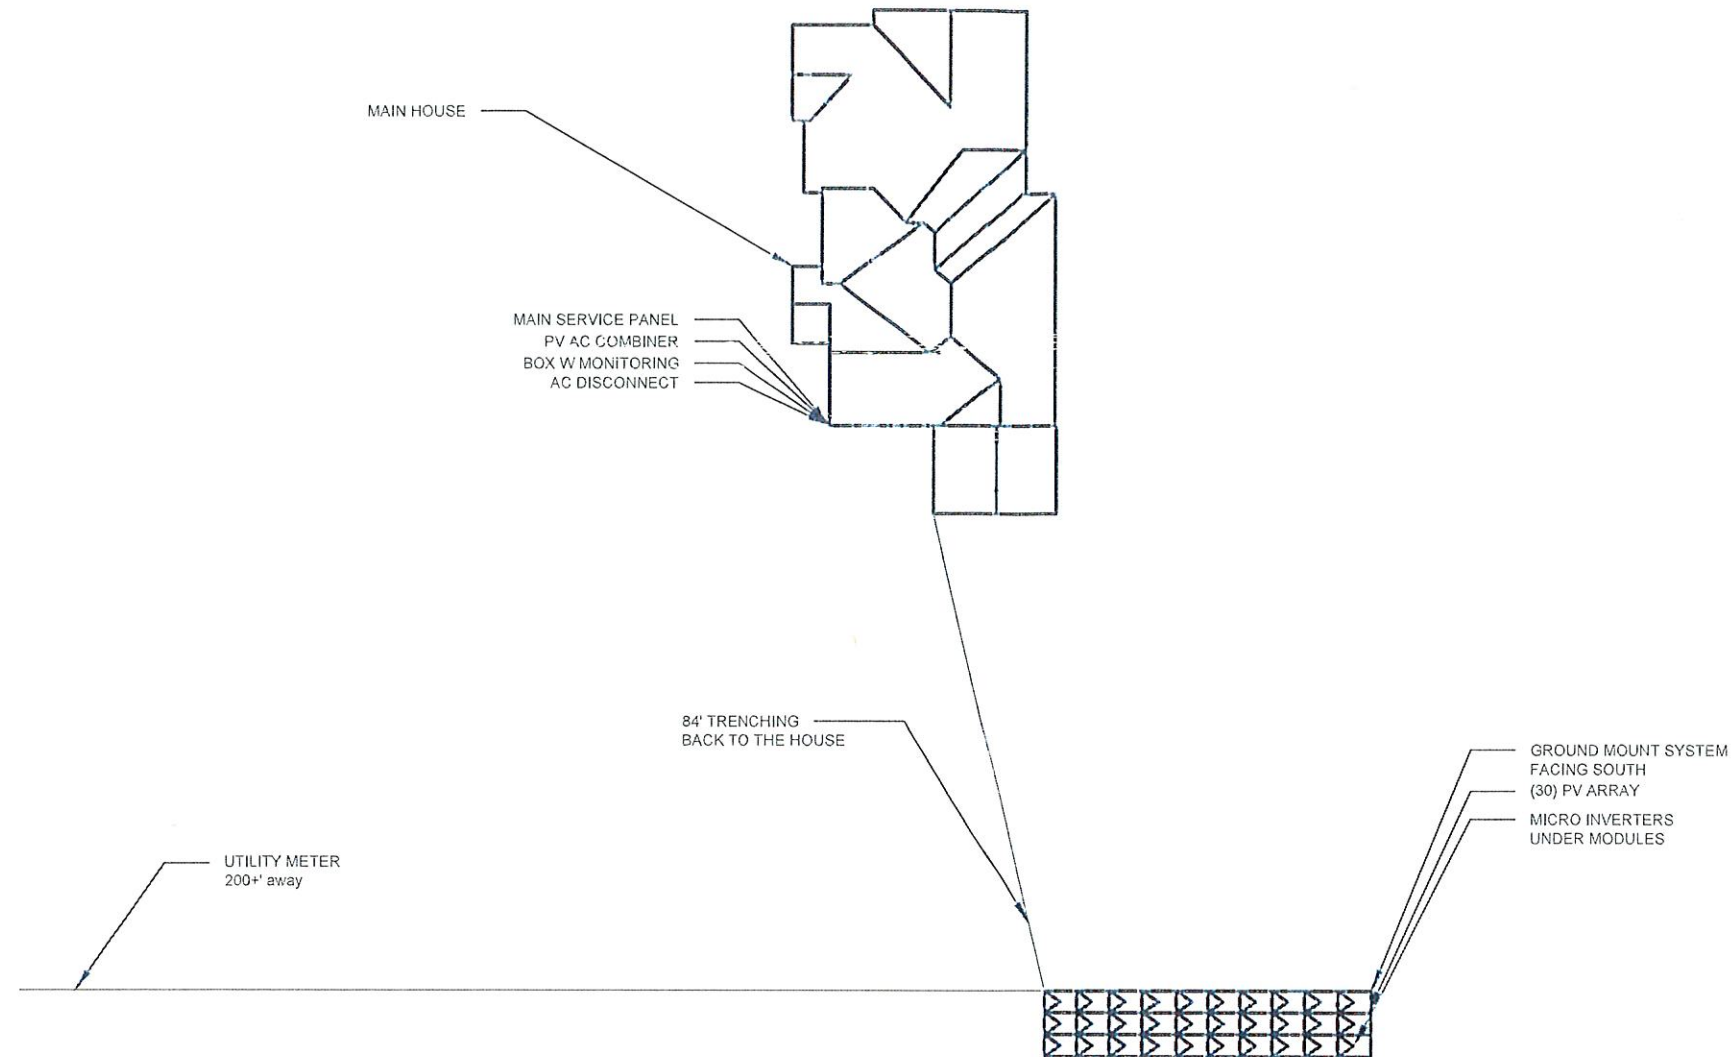 MAIN HOUSE
MAIN SERVICE PANEL
PV AC COMBINER
BOX W MONITORING
AC DISCONNECT
84' TRENCHING
BACK TO THE HOUSE
GROUND MOUNT SYSTEM
FACING SOUTH
(30) PV ARRAY
MICRO INVERTERS
UNDER MODULES
UTILITY METER
200+' away